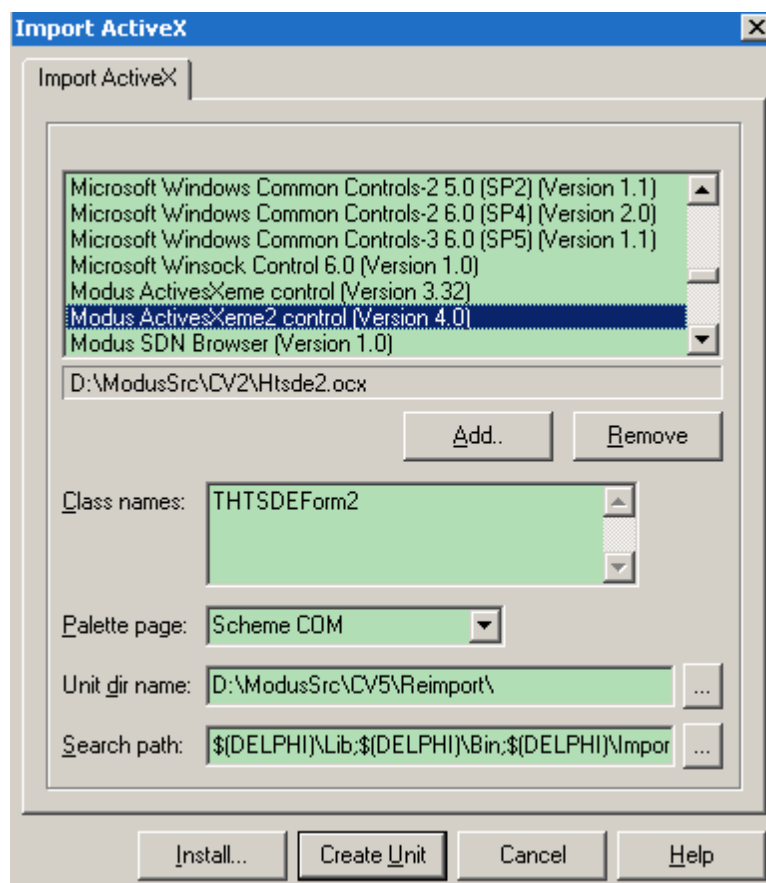 Import ActiveX
Import ActiveX
Microsoft Windows Common Controls-2 5.0 (SP2) (Version 1.1)
Microsoft Windows Common Controls-2 6.0 (SP4) (Version 2.0)
Microsoft Windows Common Controls-3 6.0 (SP5) (Version 1.1)
Microsoft Winsock Control 6.0 (Version 1.0)
Modus ActivesXeme control (Version 3.32)
Modus ActivesXeme2 control (Version 4.0)
Modus SDN Browser (Version 1.0)
D:\ModusSrc\CV2\Htsde2.ocx
Add..
Remove
Class names: THTSDEForm2
Palette page: Scheme COM
Unit dir name: D:\ModusSrc\CV5\Reimport\ ...
Search path: $(DELPHI)\Lib;$(DELPHI)\Bin;$(DELPHI)\Impor ...
Install... Create Unit Cancel Help